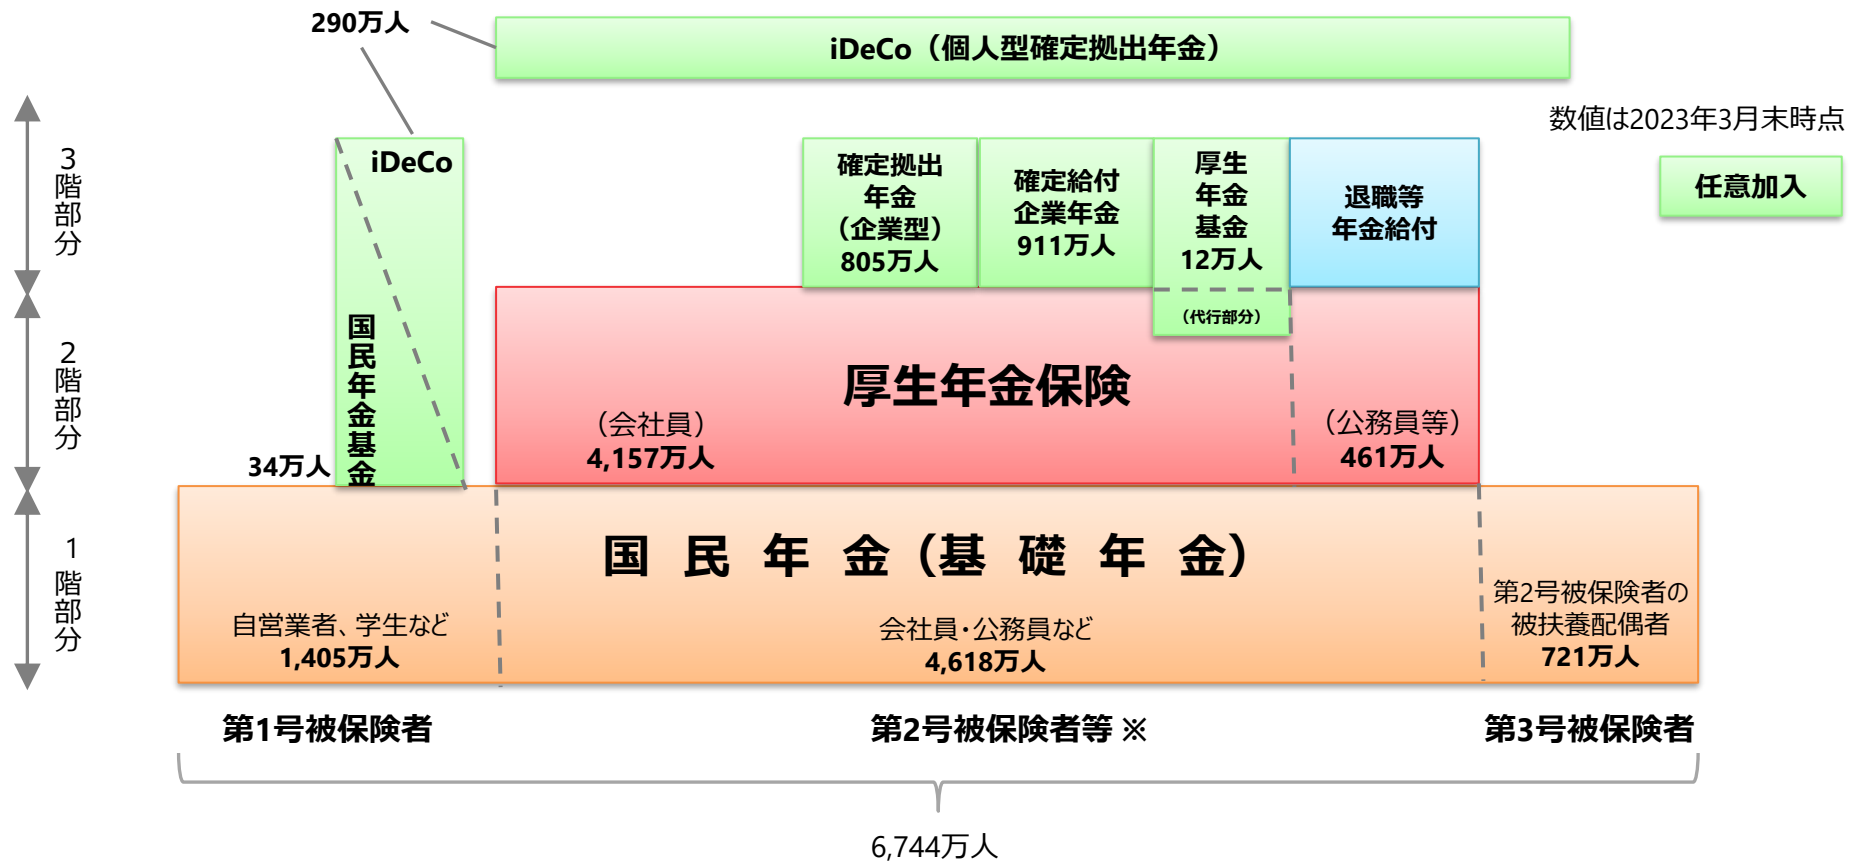 290万人
iDeCo（個人型確定拠出年金）
数値は2023年3月末時点
任意加入
3階部分
2階部分
1階部分
iDeCo
国民年金基金
34万人
確定拠出
年金
（企業型）
805万人
確定給付
企業年金
911万人
厚生
年金
基金
12万人
（代行部分）
退職等
年金給付
厚生年金保険
（会社員）
4,157万人
（公務員等）
461万人
国民年金（基礎年金）
自営業者、学生など
1,405万人
会社員・公務員など
4,618万人
第2号被保険者の
被扶養配偶者
721万人
第1号被保険者
第2号被保険者等 ※
第3号被保険者
6,744万人